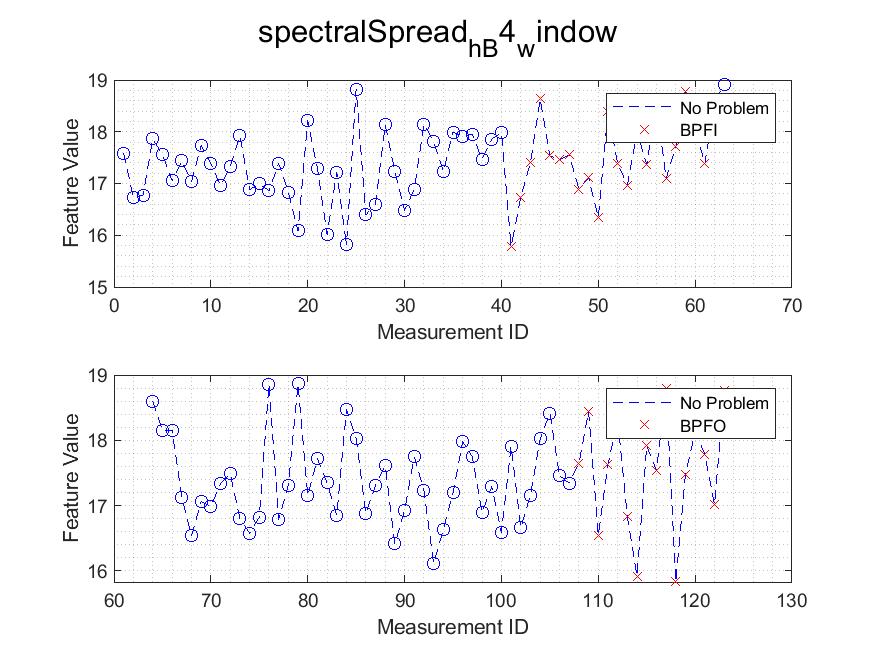 spectralSpread_hB4_window
19
18
17
16
15
Feature Value
No Problem
BPFI
0 10 20 30 40 50 60 70
Measurement ID
19
18
17
16
Feature Value
No Problem
BPFO
60 70 80 90 100 110 120 130
Measurement ID